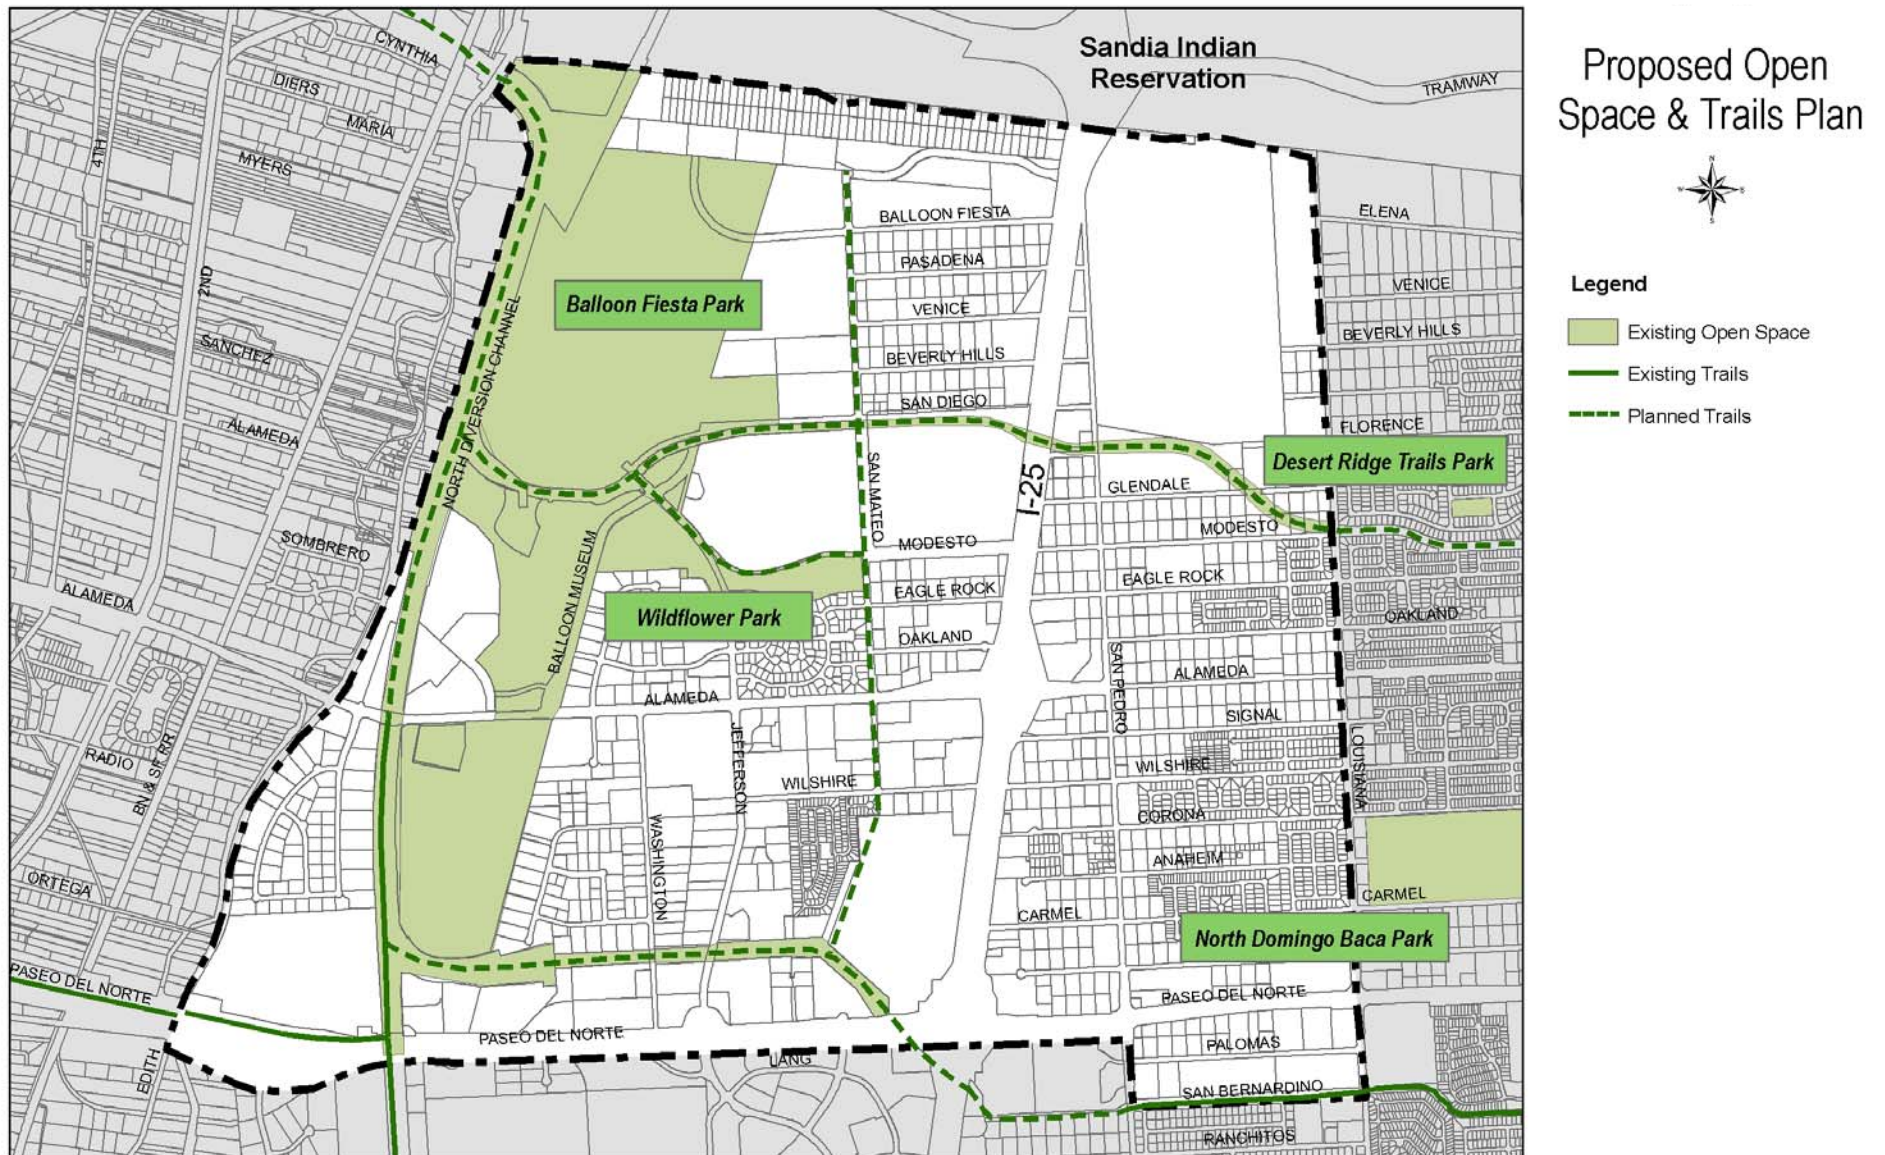 Proposed Open
Space & Trails Plan
N
W
E
S
Legend
Existing Open Space
Existing Trails
Planned Trails
Sandia Indian
Reservation
TRAMWAY
CYNTHIA
DIERS
MARIA
MYERS
4TH
2ND
SANCHEZ
ALAMEDA
SOMBRERO
ALAMEDA
RADIO
BN & SF RR
ORTEGA
PASEO DEL NORTE
EDITH
NORTH DIVERSION CHANNEL
Balloon Fiesta Park
BALLOON FIESTA
PASADENA
VENICE
BEVERLY HILLS
SAN DIEGO
ELENA
VENICE
BEVERLY HILLS
FLORENCE
Desert Ridge Trails Park
I-25
SAN MATEO
GLENDALE
MODESTO
MODESTO
EAGLE ROCK
EAGLE ROCK
OAKLAND
OAKLAND
BALLOON MUSEUM
Wildflower Park
ALAMEDA
ALAMEDA
SAN PEDRO
SIGNAL
JEFFERSON
WILSHIRE
WILSHIRE
LOUISIANA
CORONA
WASHINGTON
ANAHEIM
CARMEL
CARMEL
North Domingo Baca Park
PASEO DEL NORTE
PASEO DEL NORTE
LANG
PALOMAS
SAN BERNARDINO
RANCHITOS